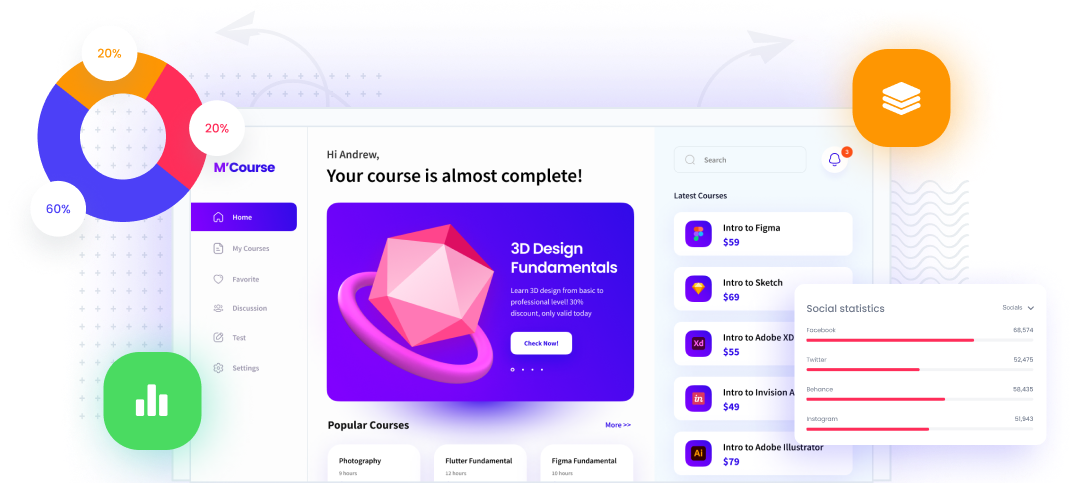 20%
20%
60%
M'Course
Home
My Courses
Favorite
Discussion
Test
Settings
Hi Andrew,
Your course is almost complete!
3D Design
Fundamentals
Learn 3D design from basic to
professional level! 30%
discount, only valid today
Check Now!
Popular Courses
More >>
Photography
9 hours
Flutter Fundamental
12 hours
Figma Fundamental
10 hours
Search
3
Latest Courses
Intro to Figma
$59
Intro to Sketch
$69
Xd
Intro to Adobe XD
$55
in
Intro to Invision A
$49
Ai
Intro to Adobe Illustrator
$79
Social statistics
Socials
Facebook
68,574
Twitter
52,475
Behance
58,435
Instagram
51,943